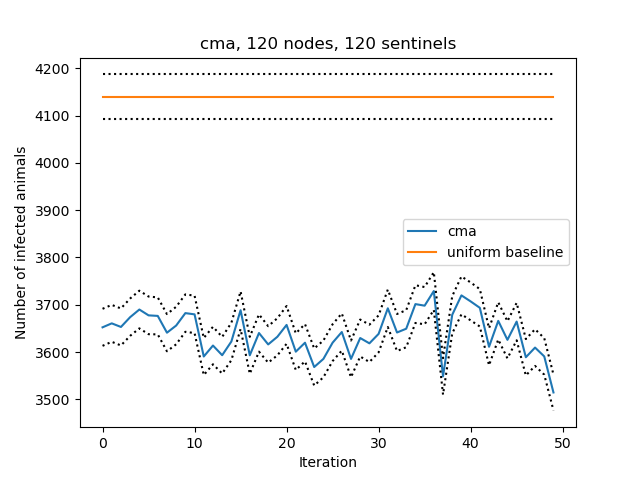 cma, 120 nodes, 120 sentinels
Number of infected animals
4200
4100
4000
3900
3800
3700
3600
3500
cma
uniform baseline
0 10 20 30 40 50
Iteration